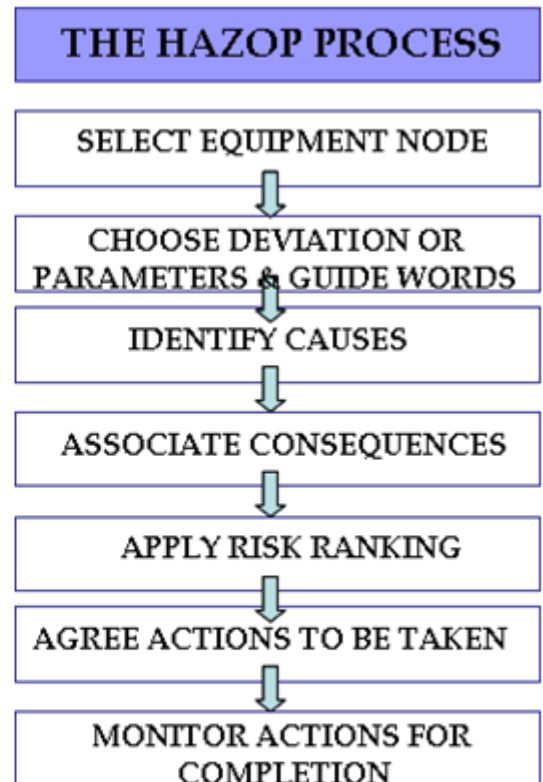 THE HAZOP PROCESS
SELECT EQUIPMENT NODE
CHOOSE DEVIATION OR
PARAMETERS & GUIDE WORDS
IDENTIFY CAUSES
ASSOCIATE CONSEQUENCES
APPLY RISK RANKING
AGREE ACTIONS TO BE TAKEN
MONITOR ACTIONS FOR
COMPLETION